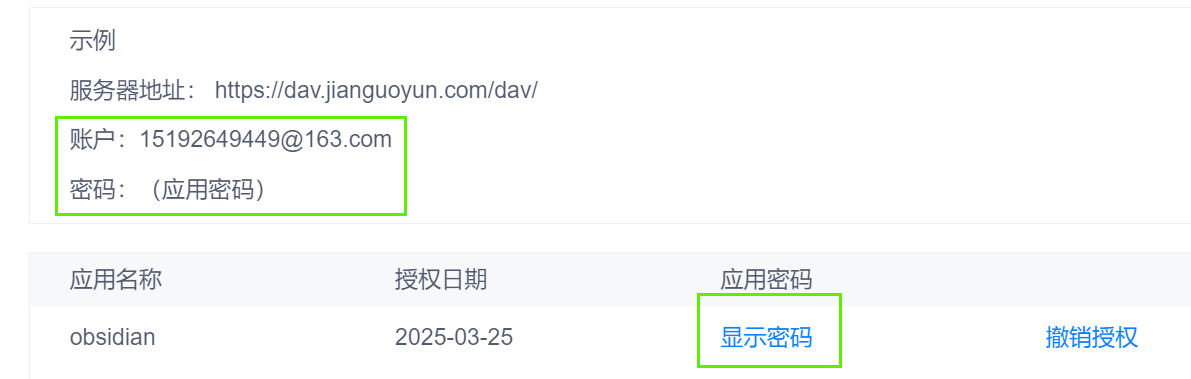 示例
服务器地址： https://dav.jianguoyun.com/dav/
账户：15192649449@163.com
密码：（应用密码）
应用名称 授权日期 应用密码
obsidian 2025-03-25 显示密码 撤销授权